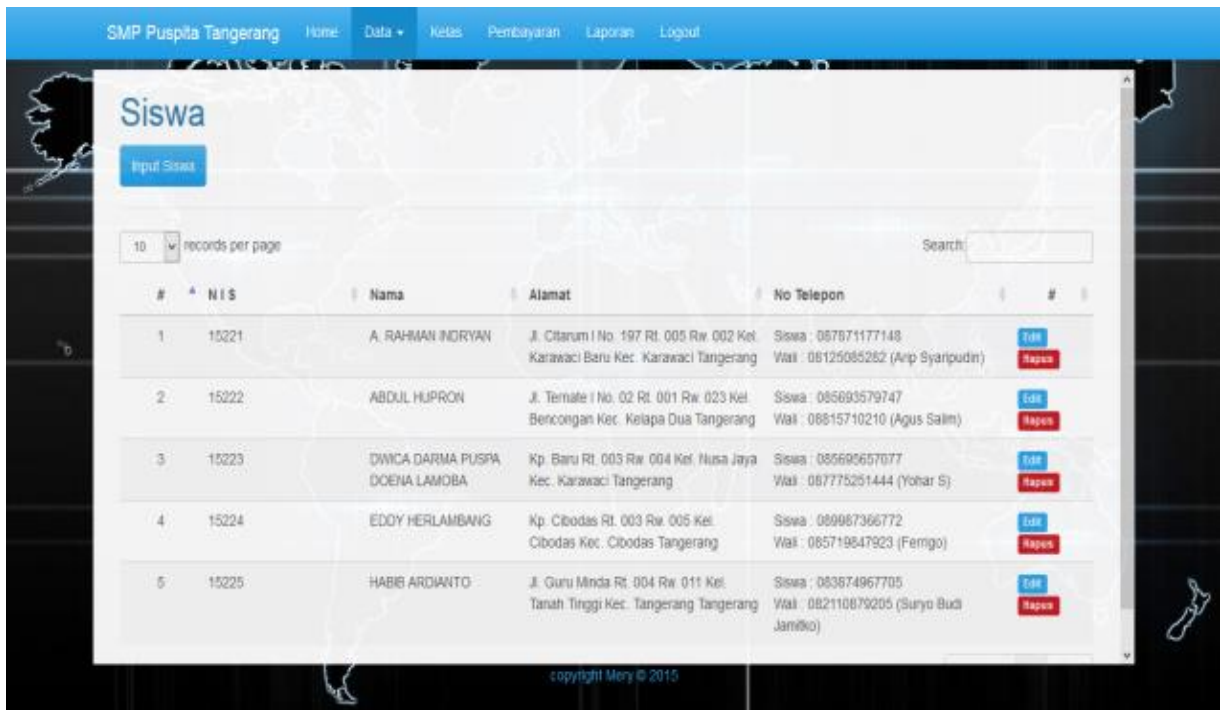 SMP Puspita Tangerang Home Data Kelas Pembayaran Laporan Logout
Siswa
Input Siswa
10 records per page Search:
# N I S Nama Alamat No Telepon #
1 15221 A. RAHMAN INDRYAN Jl. Citarum I No. 197 Rt. 005 Rw. 002 Kel. Siswa : 087871177148 Edit
Karawaci Baru Kec. Karawaci Tangerang Wali : 08125085282 (Arip Syaripudin) Hapus
2 15222 ABDUL HUPRON Jl. Ternate I No. 02 Rt. 001 Rw. 023 Kel. Siswa : 085693579747 Edit
Bencongan Kec. Kelapa Dua Tangerang Wali : 08815710210 (Agus Salim) Hapus
3 15223 DWICA DARMA PUSPA Kp. Baru Rt. 003 Rw. 004 Kel. Nusa Jaya Siswa : 085695657077 Edit
DOENA LAMOBA Kec. Karawaci Tangerang Wali : 087775251444 (Yohar S) Hapus
4 15224 EDDY HERLAMBANG Kp. Cibodas Rt. 003 Rw. 005 Kel. Siswa : 089987366772 Edit
Cibodas Kec. Cibodas Tangerang Wali : 085719847923 (Ferrigo) Hapus
5 15225 HABIB ARDIANTO Jl. Guru Minda Rt. 004 Rw. 011 Kel. Siswa : 083874967705 Edit
Tanah Tinggi Kec. Tangerang Tangerang Wali : 082110879205 (Suryo Budi Hapus
Jamitko)
copyright Mery © 2015